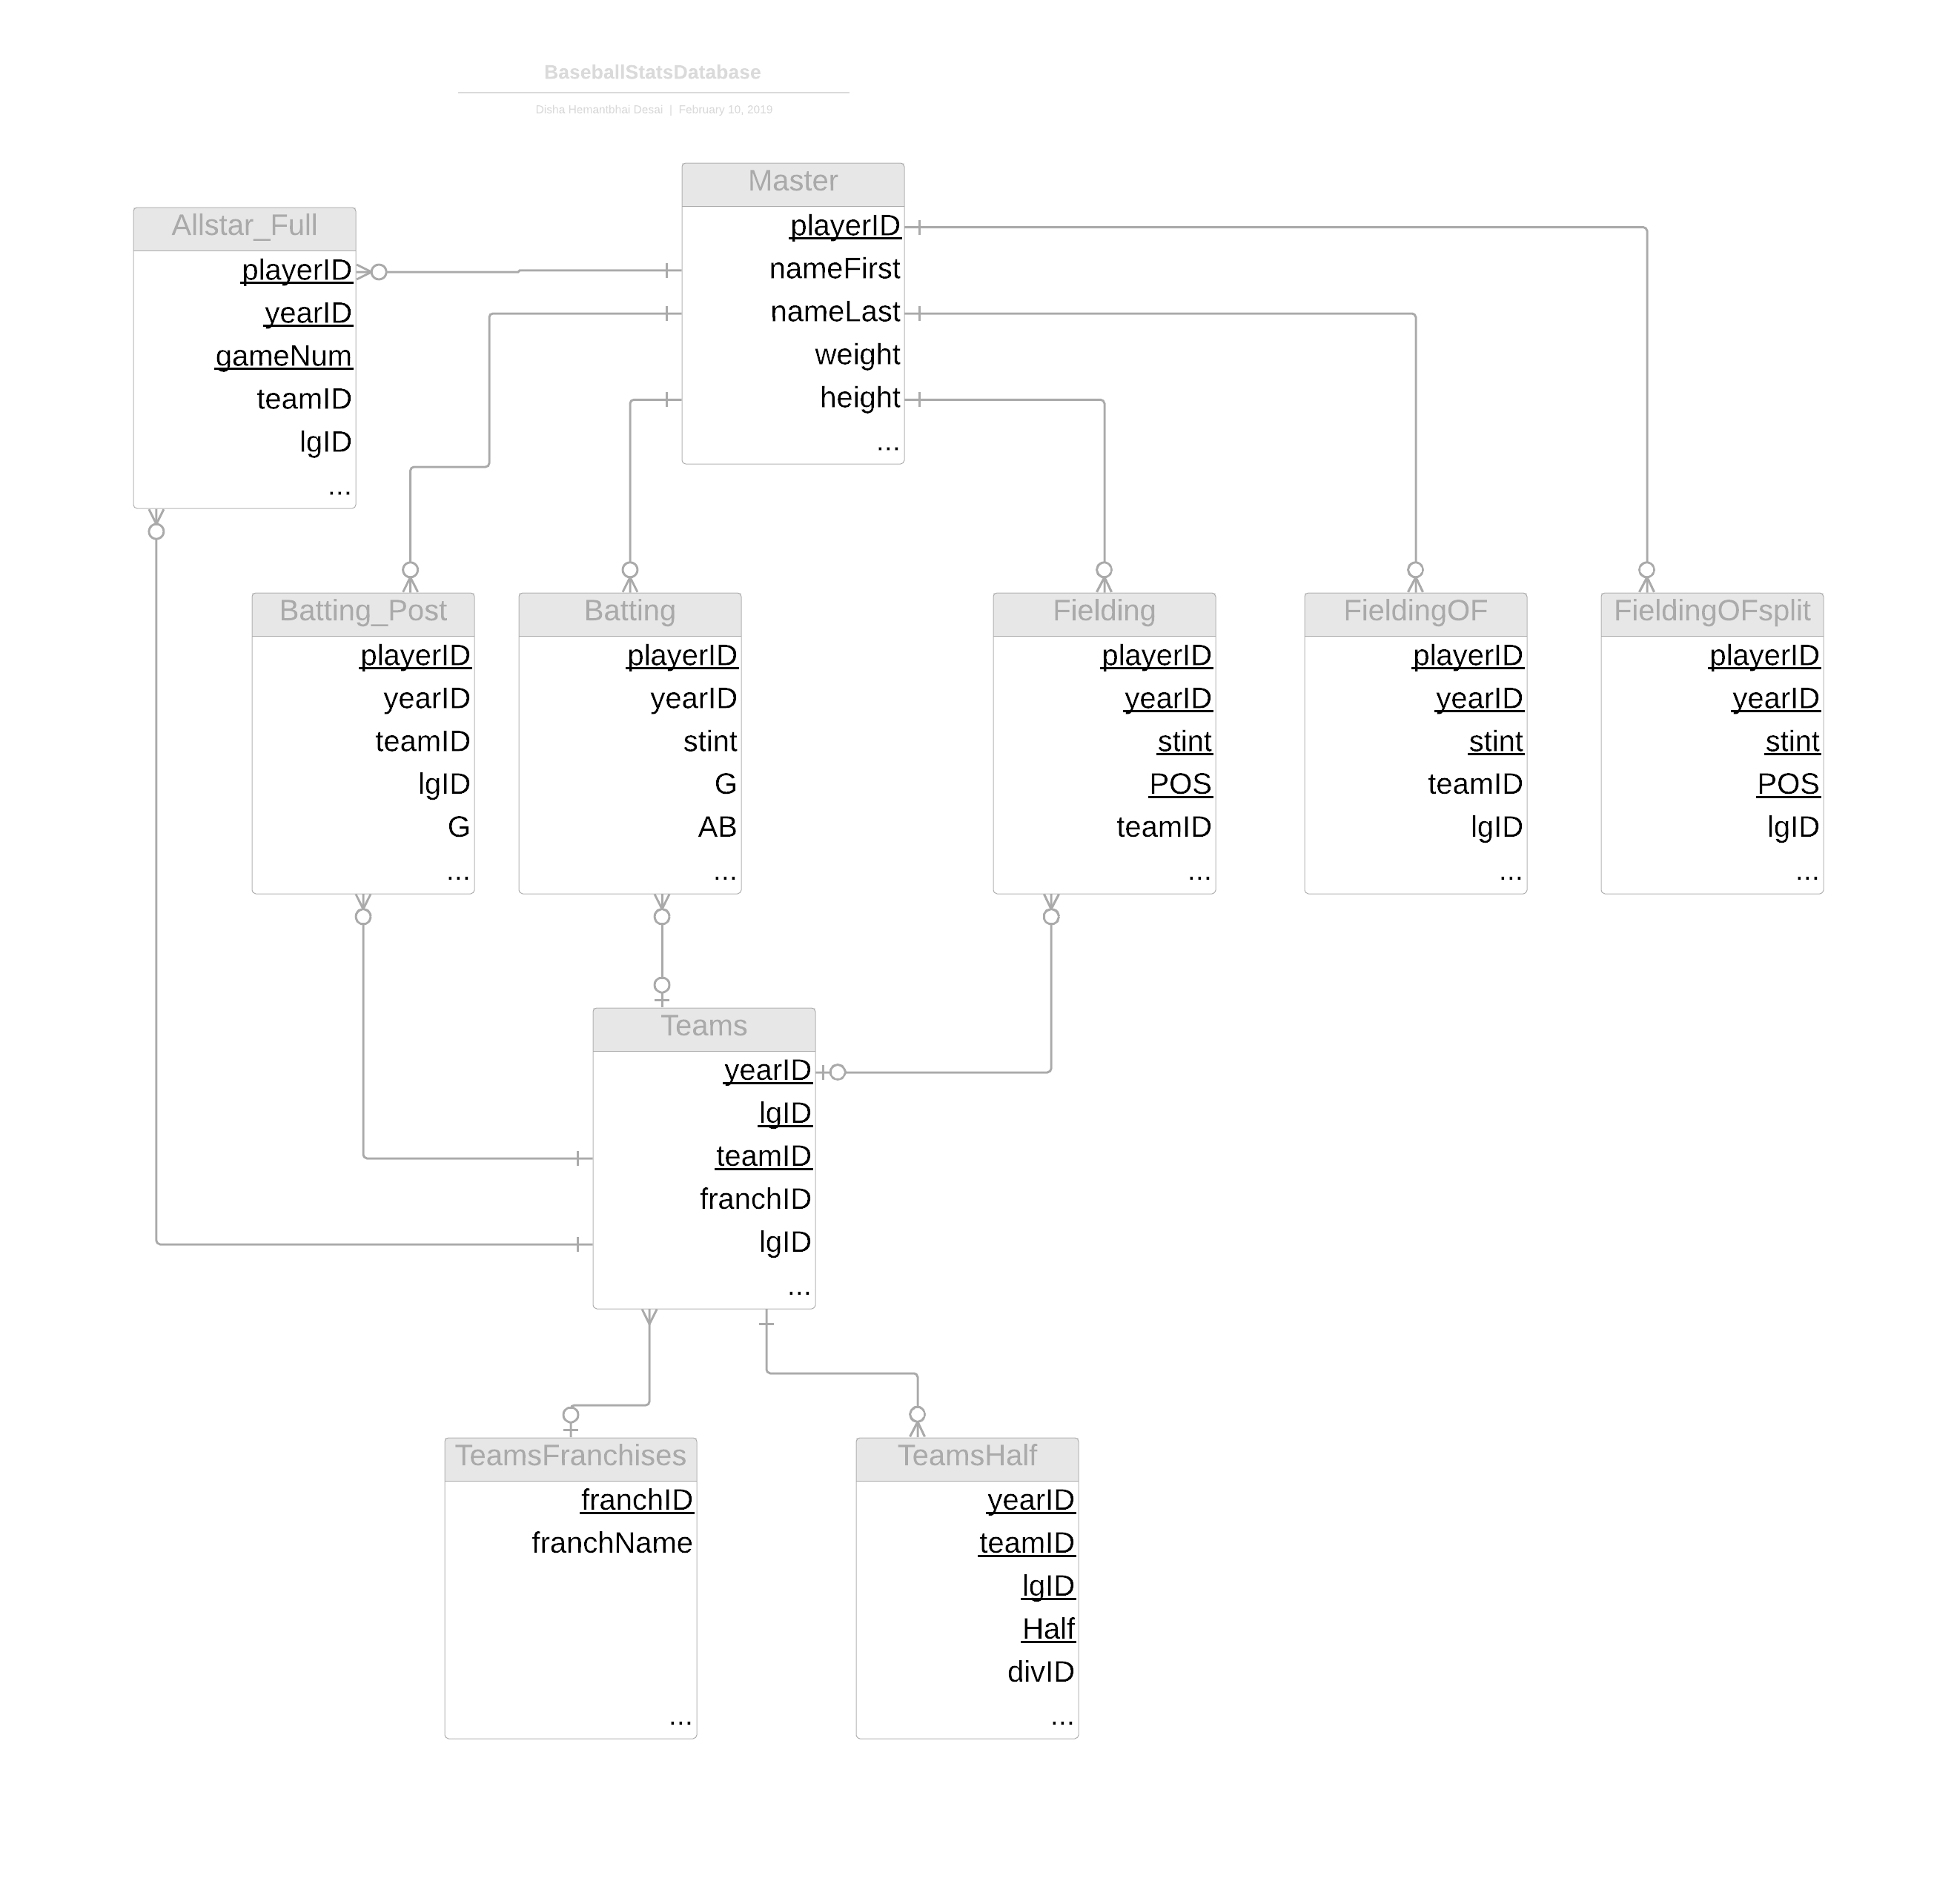 BaseballStatsDatabase
Disha Hemantbhai Desai | February 10, 2019
Master
playerID
nameFirst
nameLast
weight
height
...
Allstar_Full
playerID
yearID
gameNum
teamID
lgID
...
Batting_Post
playerID
yearID
teamID
lgID
G
...
Batting
playerID
yearID
stint
G
AB
...
Fielding
playerID
yearID
stint
POS
teamID
...
FieldingOF
playerID
yearID
stint
teamID
lgID
...
FieldingOFsplit
playerID
yearID
stint
POS
lgID
...
Teams
yearID
lgID
teamID
franchID
lgID
...
TeamsFranchises
franchID
franchName
...
TeamsHalf
yearID
teamID
lgID
Half
divID
...